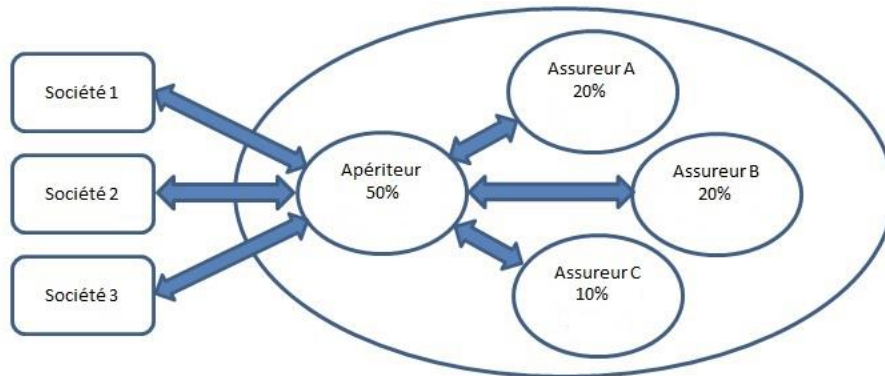 Société 1
Société 2
Société 3
Apériteur
50%
Assureur A
20%
Assureur B
20%
Assureur C
10%